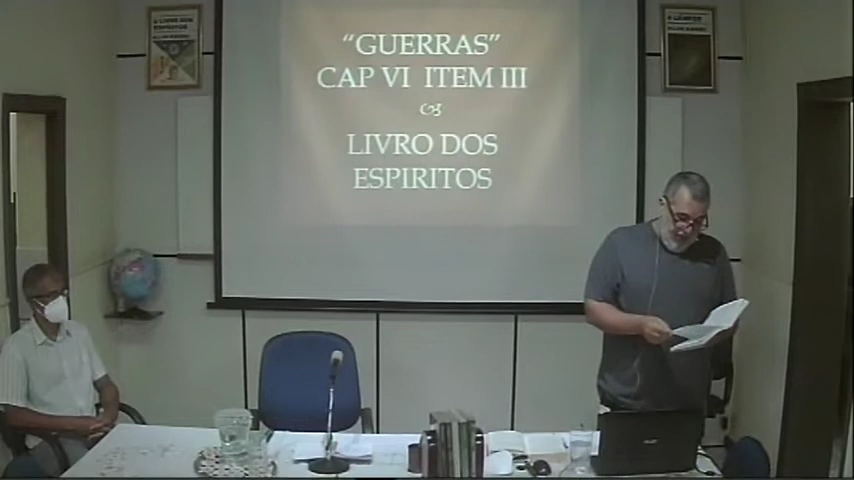 “GUERRAS”
CAP VI ITEM III
LIVRO DOS
ESPIRITOS